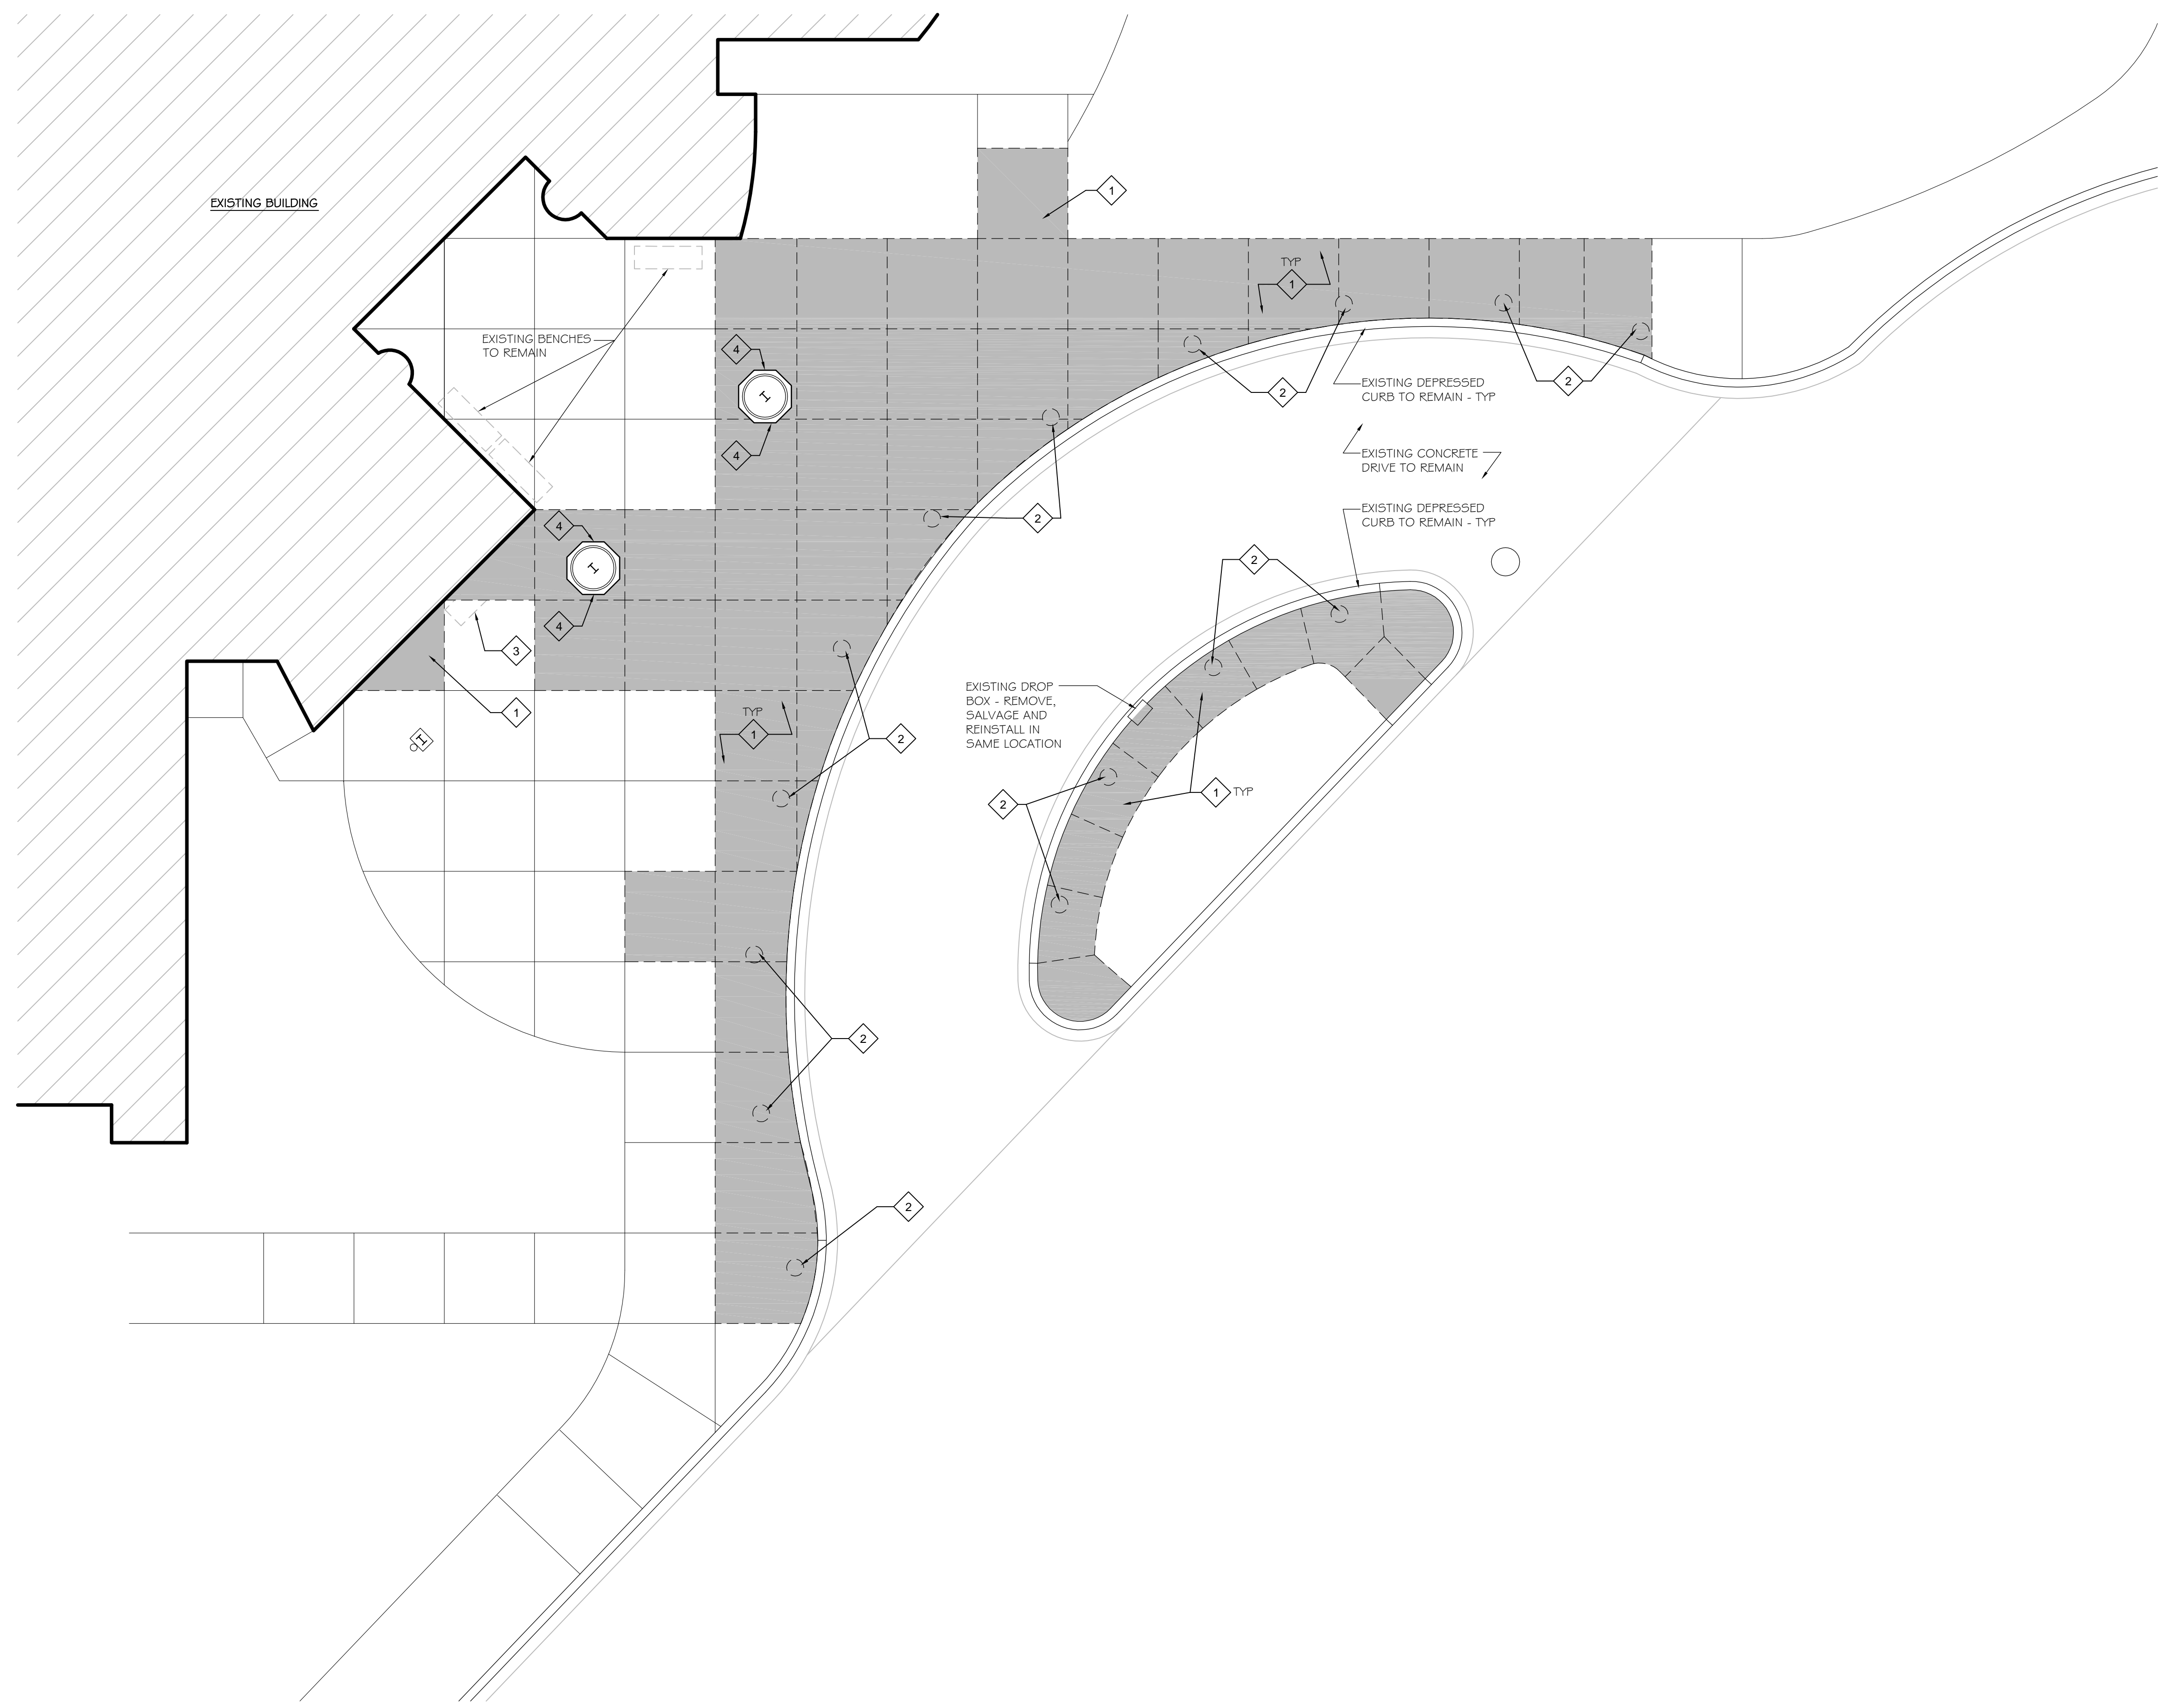 EXISTING BUILDING
1
TYP
1
EXISTING BENCHES
TO REMAIN
4
4
2
2
EXISTING DEPRESSED
CURB TO REMAIN - TYP
EXISTING CONCRETE
DRIVE TO REMAIN
EXISTING DEPRESSED
CURB TO REMAIN - TYP
2
4
4
2
3
1
TYP
1
2
EXISTING DROP
BOX - REMOVE,
SALVAGE AND
REINSTALL IN
SAME LOCATION
2
1 TYP
2
2